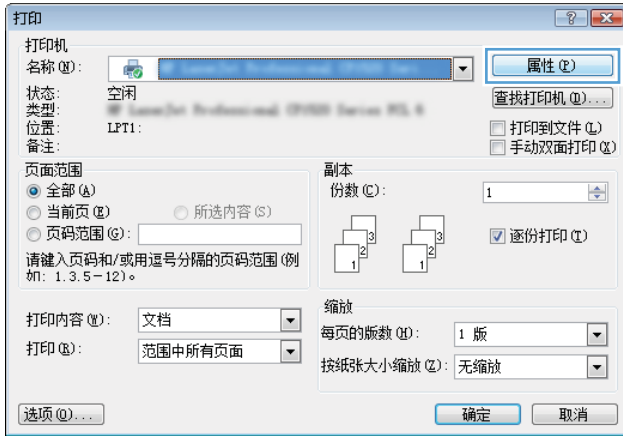 打印
打印机
名称(N):
属性(P)
状态: 空闲
查找打印机(D)...
类型:
位置: LPT1:
打印到文件(L)
备注:
手动双面打印(X)
页面范围
副本
全部(A)
份数(C): 1
当前页(E) 所选内容(S)
页码范围(G):
逐份打印(T)
请键入页码和/或用逗号分隔的页码范围(例
如: 1.3.5-12)。
1 2 3 1 2 3
打印内容(W): 文档
缩放
每页的版数(H): 1 版
打印(R): 范围中所有页面
按纸张大小缩放(Z): 无缩放
选项(O)...
确定 取消